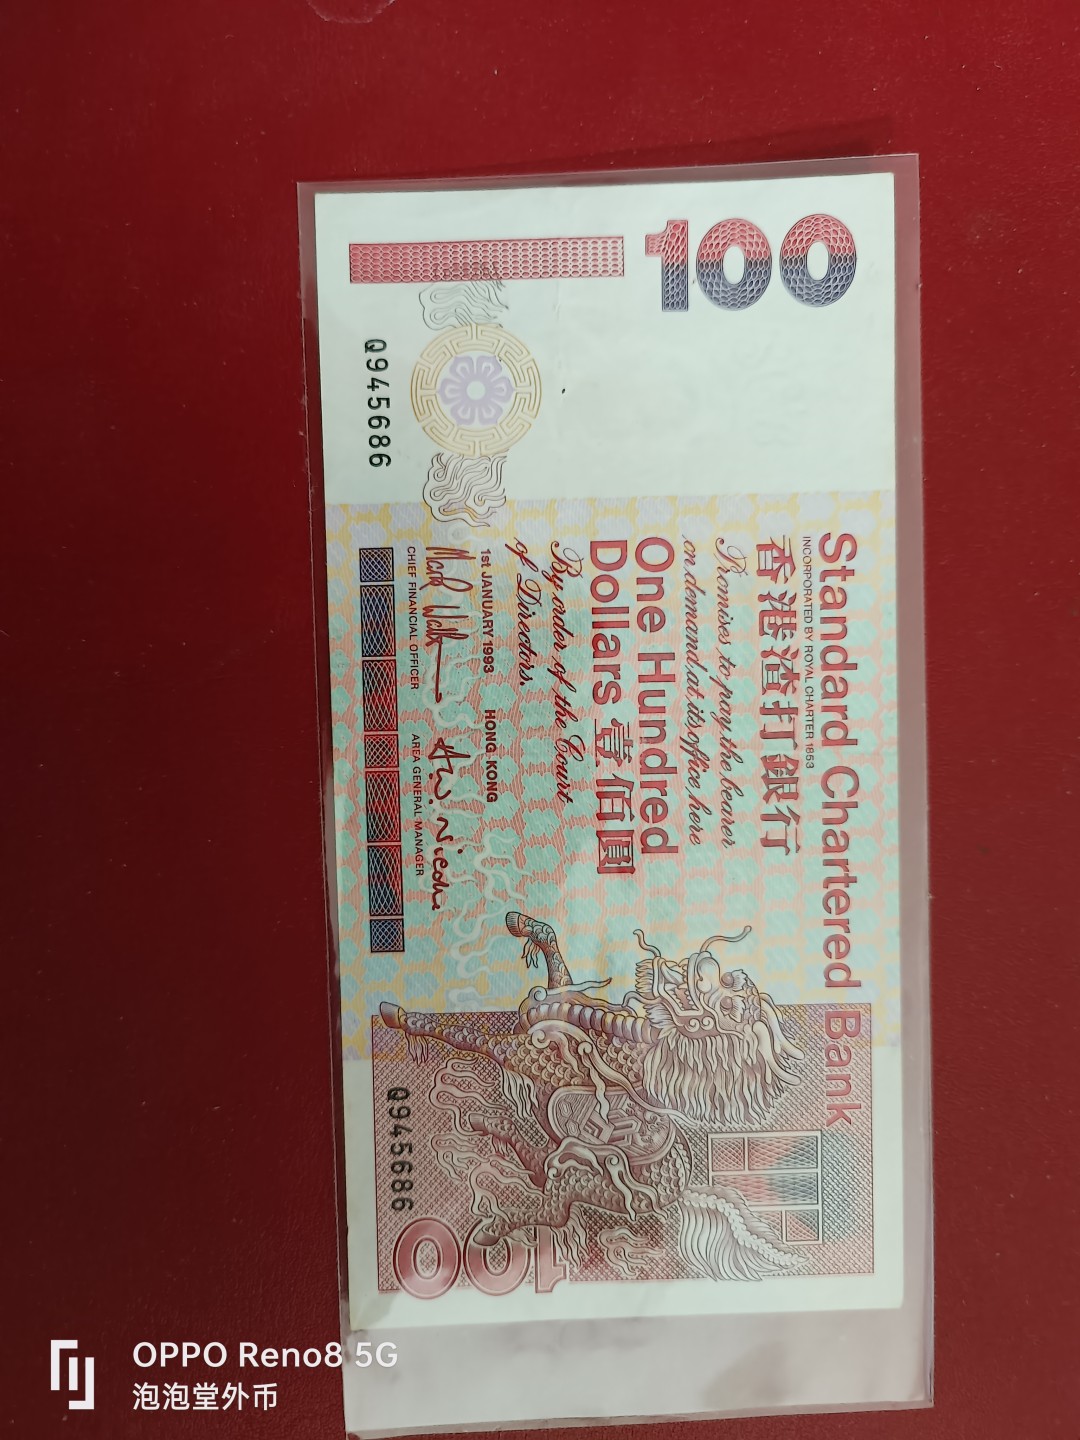 100
Standard Chartered Bank
INCORPORATED BY ROYAL CHARTER 1853
香港渣打銀行
Promises to pay the bearer
on demand at its office here
One Hundred
Dollars 壹佰圓
By order of the Court
of Directors.
1st JANUARY 1993 HONG KONG
CHIEF FINANCIAL OFFICER AREA GENERAL MANAGER
Q945686
Q945686
100
OPPO Reno8 5G
泡泡堂外币